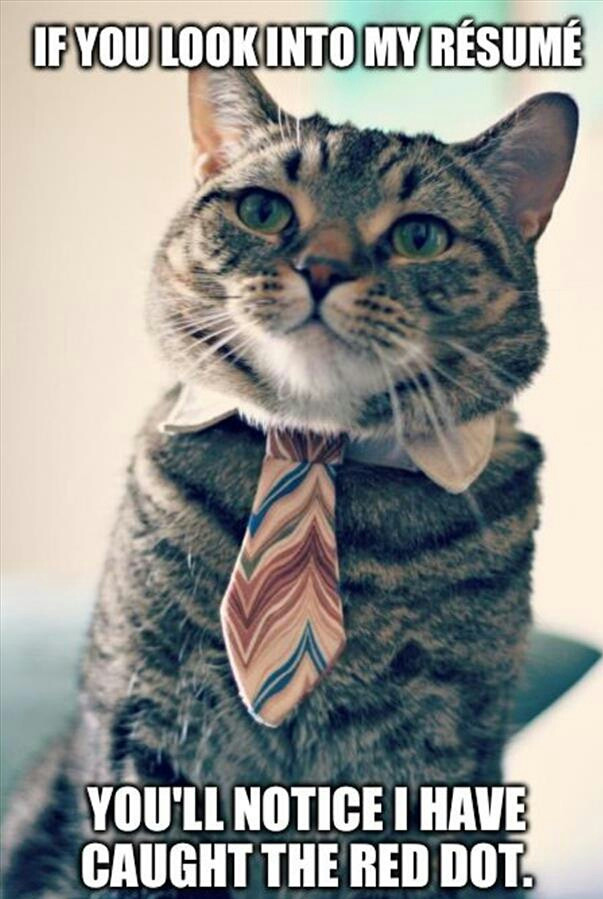 IF YOU LOOK INTO MY RÉSUMÉ
YOU'LL NOTICE I HAVE
CAUGHT THE RED DOT.